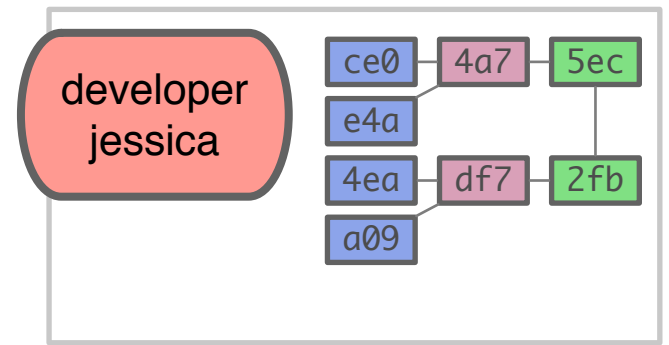 developer
jessica
ce0 4a7 5ec
e4a
4ea df7 2fb
a09